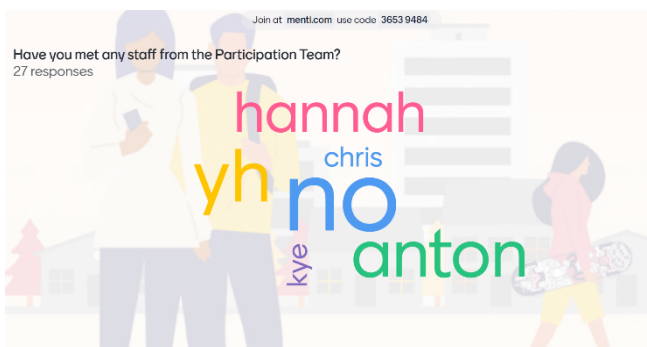 Join at menti.com use code 3653 9484
Have you met any staff from the Participation Team?
27 responses
hannah
chris
yh
no
anton
kye